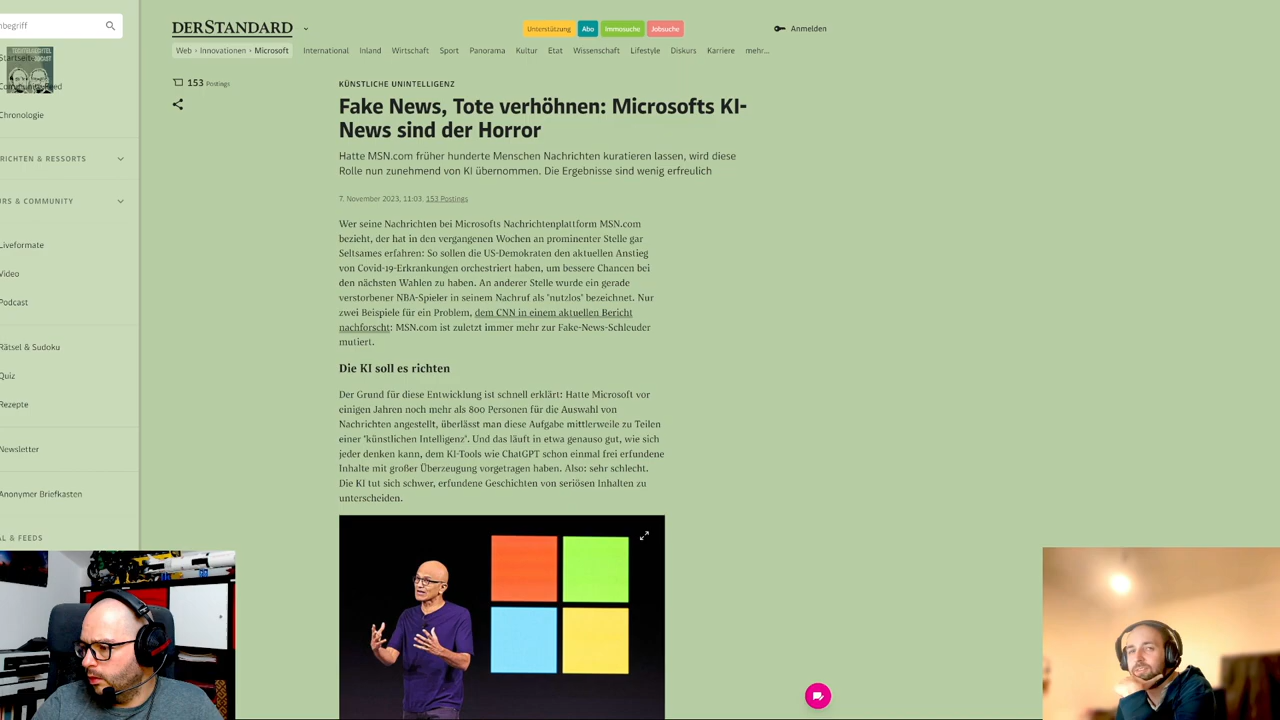 nbegriff
DERSTANDARD
Unterstützung
Abo
Immosuche
Jobsuche
Anmelden
Web › Innovationen › Microsoft
International
Inland
Wirtschaft
Sport
Panorama
Kultur
Etat
Wissenschaft
Lifestyle
Diskurs
Karriere
mehr...
Startseite
Chronologie
RICHTEN & RESSORTS
RS & COMMUNITY
Liveformate
Video
Podcast
Rätsel & Sudoku
Quiz
Rezepte
Newsletter
Anonymer Briefkasten
AL & FEEDS
153 Postings
KÜNSTLICHE UNINTELLIGENZ
Fake News, Tote verhöhnen: Microsofts KI-
News sind der Horror
Hatte MSN.com früher hunderte Menschen Nachrichten kuratieren lassen, wird diese
Rolle nun zunehmend von KI übernommen. Die Ergebnisse sind wenig erfreulich
7. November 2023, 11:03, 153 Postings
Wer seine Nachrichten bei Microsofts Nachrichtenplattform MSN.com
bezieht, der hat in den vergangenen Wochen an prominenter Stelle gar
Seltsames erfahren: So sollen die US-Demokraten den aktuellen Anstieg
von Covid-19-Erkrankungen orchestriert haben, um bessere Chancen bei
den nächsten Wahlen zu haben. An anderer Stelle wurde ein gerade
verstorbener NBA-Spieler in seinem Nachruf als "nutzlos" bezeichnet. Nur
zwei Beispiele für ein Problem, dem CNN in einem aktuellen Bericht
nachforscht: MSN.com ist zuletzt immer mehr zur Fake-News-Schleuder
mutiert.
Die KI soll es richten
Der Grund für diese Entwicklung ist schnell erklärt: Hatte Microsoft vor
einigen Jahren noch mehr als 800 Personen für die Auswahl von
Nachrichten angestellt, überlässt man diese Aufgabe mittlerweile zu Teilen
einer "künstlichen Intelligenz". Und das läuft in etwa genauso gut, wie sich
jeder denken kann, dem KI-Tools wie ChatGPT schon einmal frei erfundene
Inhalte mit großer Überzeugung vorgetragen haben. Also: sehr schlecht.
Die KI tut sich schwer, erfundene Geschichten von seriösen Inhalten zu
unterscheiden.